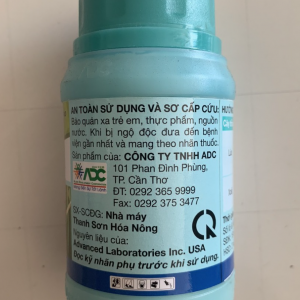 AN TOÀN SỬ DỤNG VÀ SƠ CẤP CỨU:
Bảo quản xa trẻ em, thực phẩm, nguồn
nước. Khi bị ngộ độc đưa đến bệnh
viện gần nhất và mang theo nhãn thuốc.
Sản phẩm của: CÔNG TY TNHH ADC
101 Phan Đình Phùng,
TP. Cần Thơ
ĐT: 0292 365 9999
Fax: 0292 375 3477
ADC
SX-SCĐG: Nhà máy
Thanh Sơn Hóa Nông
Nguyên liệu của:
Advanced Laboratories Inc. USA
Đọc kỹ nhãn phụ trước khi sử dụng.